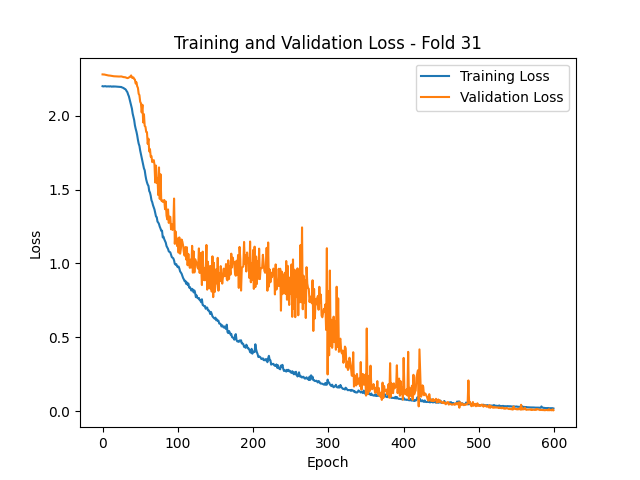 Training and Validation Loss - Fold 31
Training Loss
Validation Loss
Loss
2.0
1.5
1.0
0.5
0.0
0 100 200 300 400 500 600
Epoch